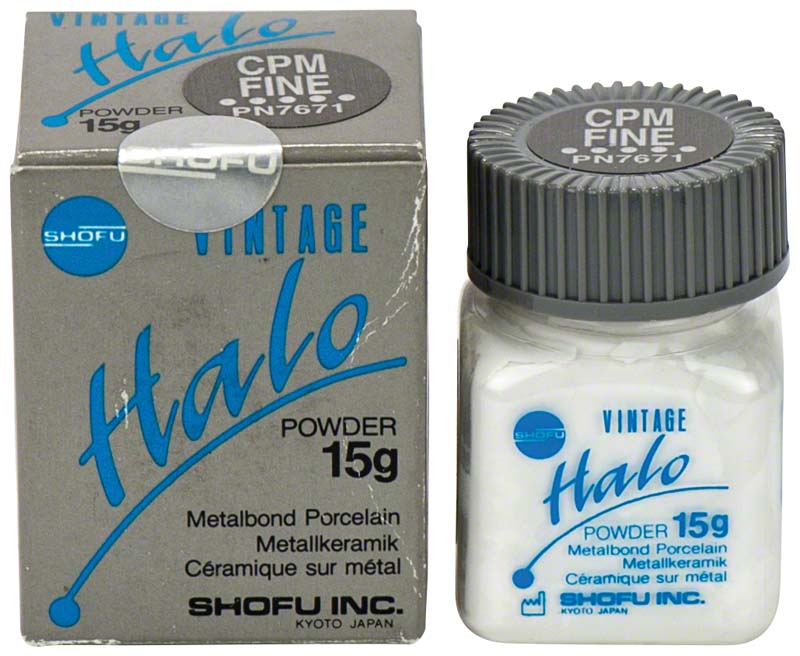 VINTAGE
Halo
CPM
FINE
PN7671
POWDER
15g
SHOFU
SHOFU
VINTAGE
Halo
POWDER
15g
Metalbond Porcelain
Metallkeramik
Céramique sur métal
SHOFU INC.
KYOTO JAPAN
CPM
FINE
PN7671
SHOFU
VINTAGE
Halo
POWDER 15g
Metalbond Porcelain
Metallkeramik
Céramique sur métal
SHOFU INC.
KYOTO JAPAN